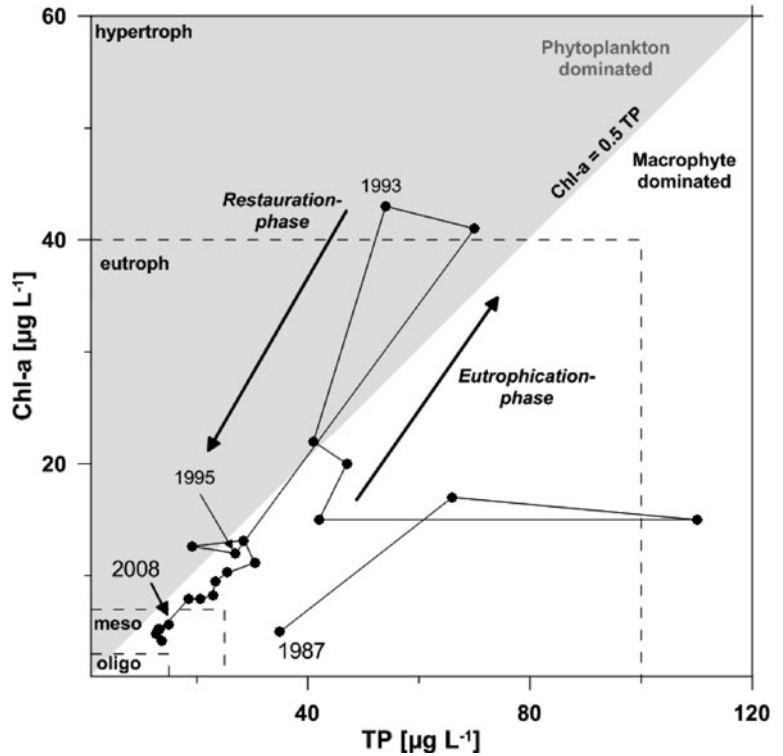 60
hypertroph
Phytoplankton
dominated
Chl-a = 0.5 TP
Macrophyte
dominated
1993
Restauration-
phase
40
eutroph
Chl-a [µg L-1]
Eutrophication-
phase
20
1995
2008
meso
1987
oligo
40
80
120
TP [µg L-1]